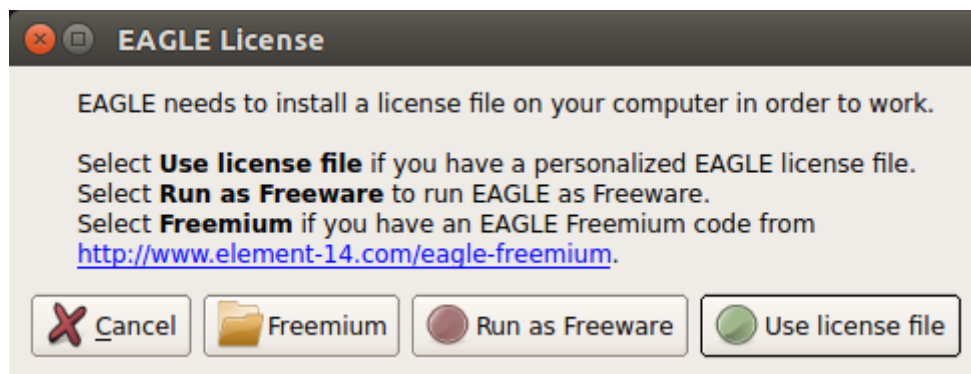 EAGLE License
EAGLE needs to install a license file on your computer in order to work.
Select Use license file if you have a personalized EAGLE license file.
Select Run as Freeware to run EAGLE as Freeware.
Select Freemium if you have an EAGLE Freemium code from
http://www.element-14.com/eagle-freemium.
Cancel Freemium Run as Freeware Use license file